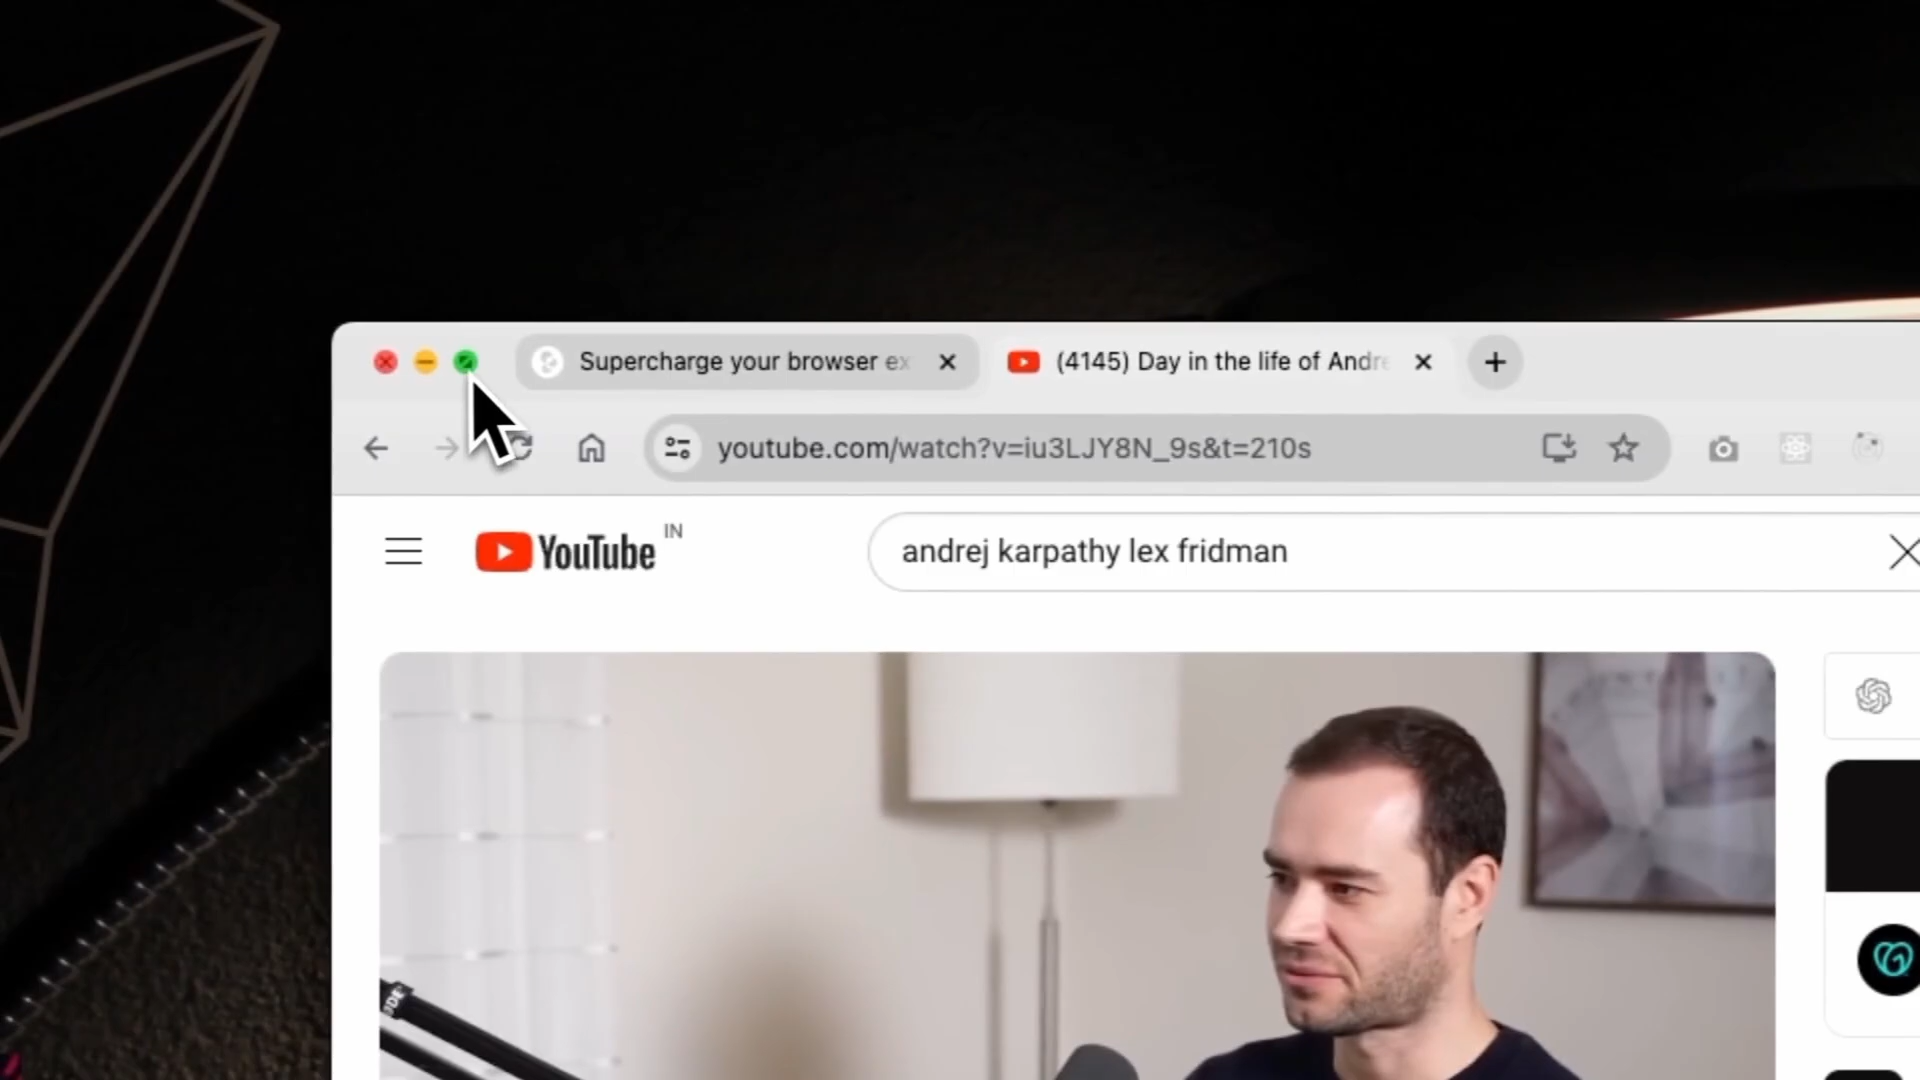 Supercharge your browser ex
(4145) Day in the life of Andre
youtube.com/watch?v=iu3LJY8N_9s&t=210s
YouTube IN
andrej karpathy lex fridman